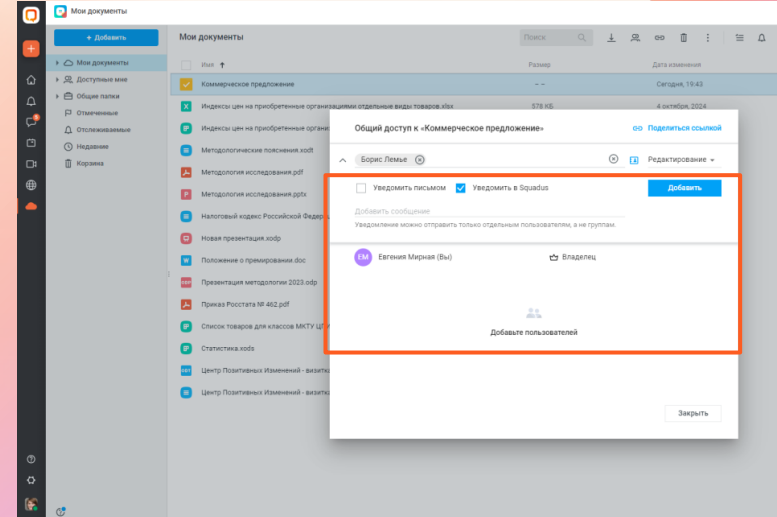 Мои документы
+ Добавить
Мои документы
Поиск
Мои документы
Имя ↑
Размер
Дата изменения
Доступные мне
Коммерческое предложение
– –
Сегодня, 19:43
Общие папки
Индексы цен на приобретенные организациями отдельные виды товаров.xlsx
578 КБ
4 октября, 2024
Отмеченные
Индексы цен на приобретенные органи
Отслеживаемые
Недавние
Методологические пояснения.xodt
Корзина
Методология исследования.pdf
Методология исследования.pptx
Налоговый кодекс Российской Федер
Новая презентация.xodp
Положение о премировании doc
Презентация методологии 2023.odp
Приказ Росстата № 462.pdf
Список товаров для классов МКТУ
Статистика.xods
Центр Позитивных Изменений - визитк
Центр Позитивных Изменений - визитк
Общий доступ к «Коммерческое предложение»
Поделиться ссылкой
Борис Лемье
Редактирование
Уведомить письмом
Уведомить в Squadus
Добавить
Добавить сообщение
Уведомление можно отправить только отдельным пользователям, а не группам.
ЕМ
Евгения Мирная (Вы)
Владелец
Добавьте пользователей
Закрыть